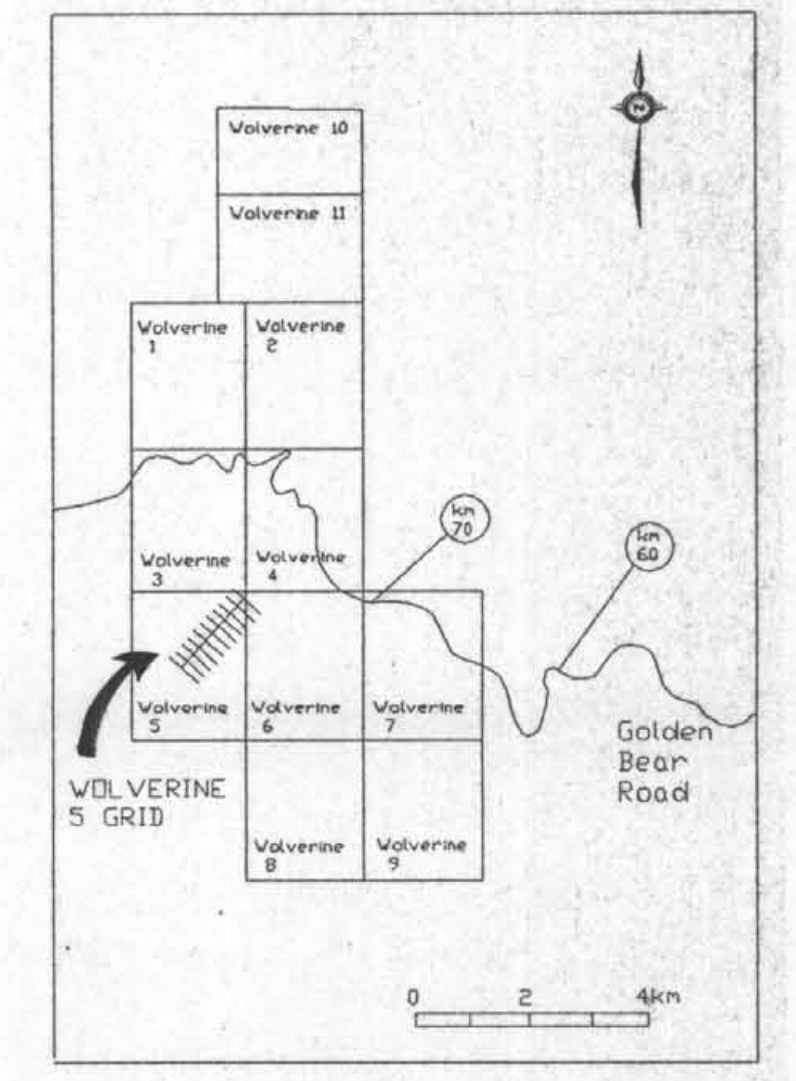 Wolverine 10
N
Wolverine 11
Wolverine
1
Wolverine
2
km
70
km
60
Wolverine
3
Wolverine
4
Wolverine
5
Wolverine
6
Wolverine
7
Golden
Bear
Road
WOLVERINE
5 GRID
Wolverine
8
Wolverine
9
0 2 4km